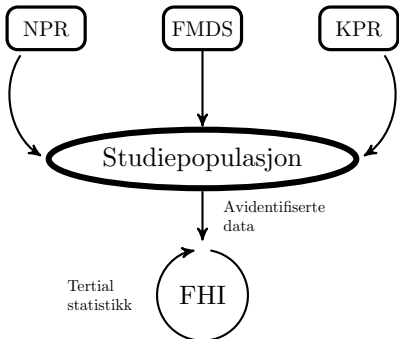 NPR
FMDS
KPR
Studiepopulasjon
Avidentifiserte
data
Tertial
statistikk
FHI